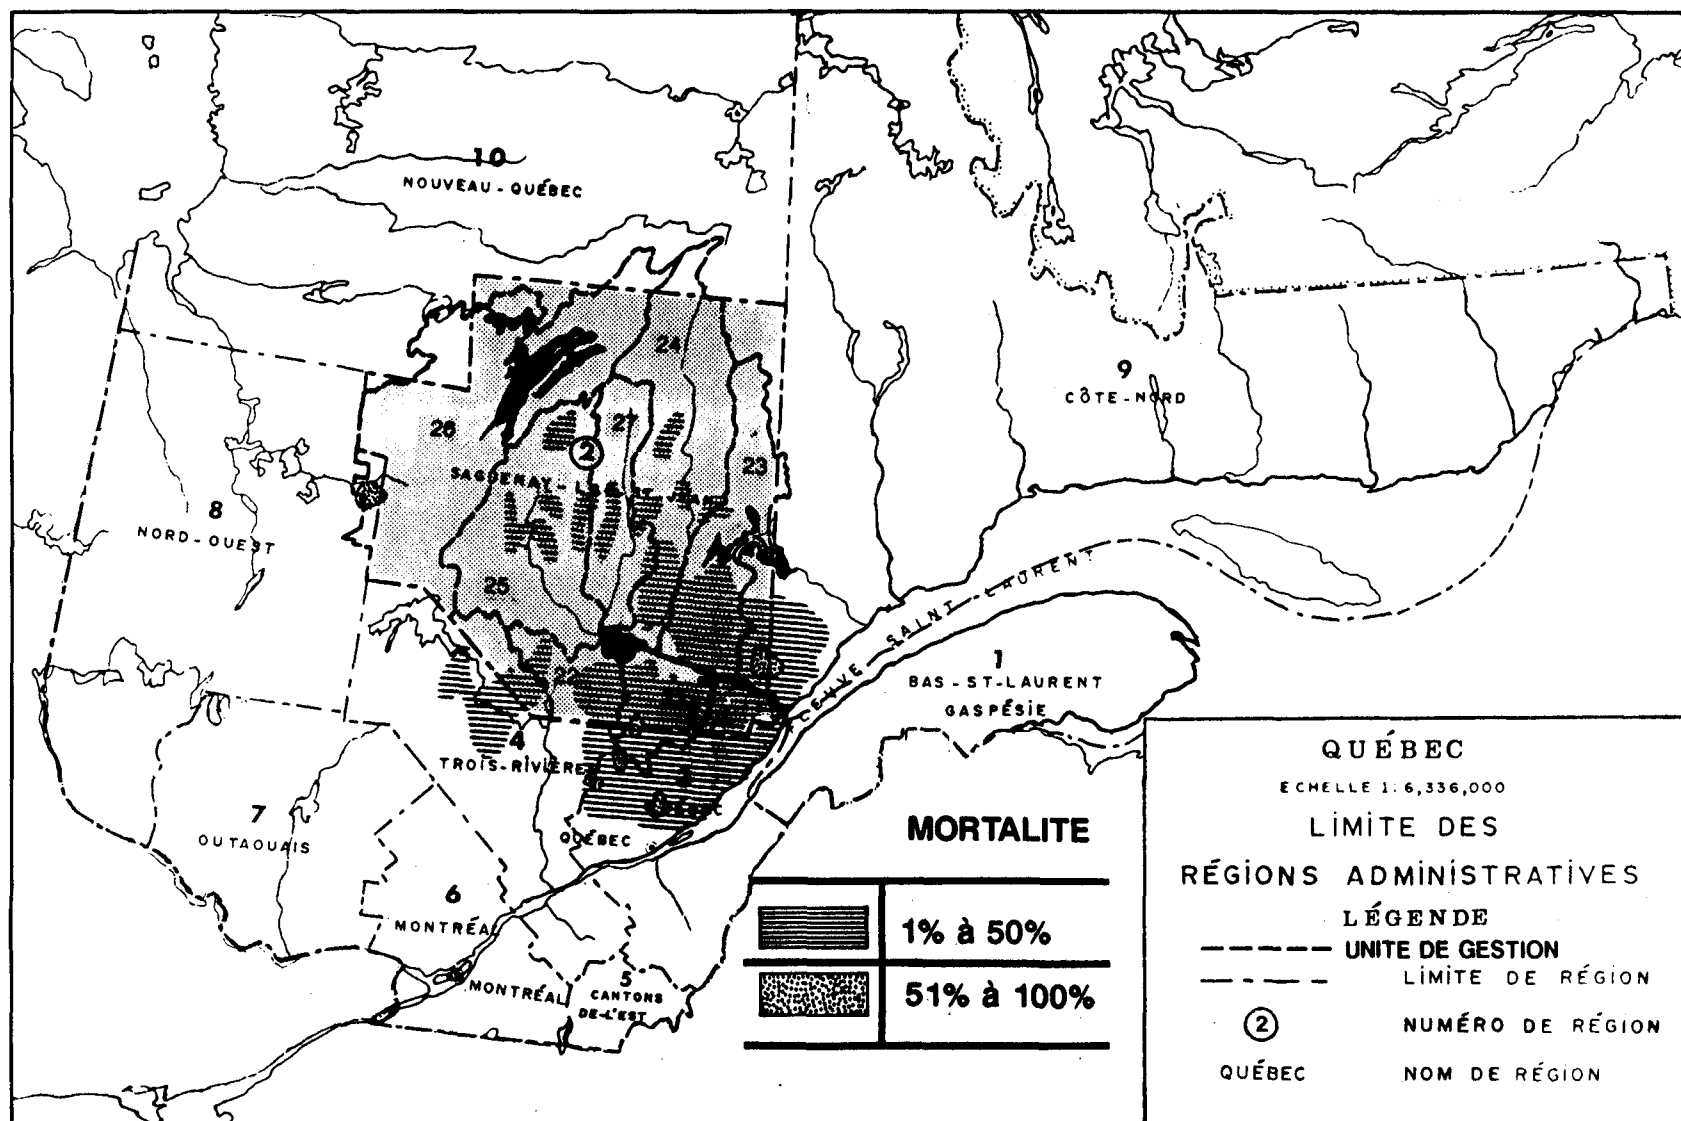 10
NOUVEAU-QUÉBEC
24
9
CÔTE-NORD
26
27
2
23
SAGUENAY-
8
NORD-OUEST
25
SAINT LAURENT
1
BAS-ST-LAURENT
GASPÉSIE
22
4
TROIS-RIVIÈRES
7
OUTAOUAIS
QUÉBEC
6
MONTRÉAL
MONTRÉAL
5
CANTONS
DE-L'EST
MORTALITE
1% à 50%
51% à 100%
QUÉBEC
ECHELLE 1:6,336,000
LIMITE DES
RÉGIONS ADMINISTRATIVES
LÉGENDE
UNITE DE GESTION
LIMITE DE RÉGION
2 NUMÉRO DE RÉGION
QUÉBEC NOM DE RÉGION